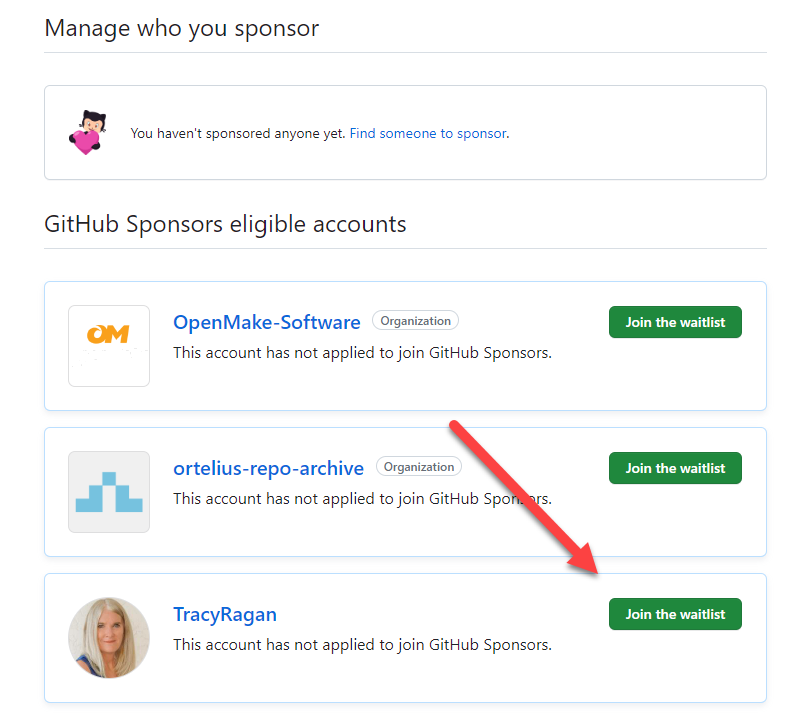 Manage who you sponsor
You haven't sponsored anyone yet. Find someone to sponsor.
GitHub Sponsors eligible accounts
OM
OpenMake-Software Organization Join the waitlist
This account has not applied to join GitHub Sponsors.
ortelius-repo-archive Organization Join the waitlist
This account has not applied to join GitHub Sponsors.
TracyRagan Join the waitlist
This account has not applied to join GitHub Sponsors.